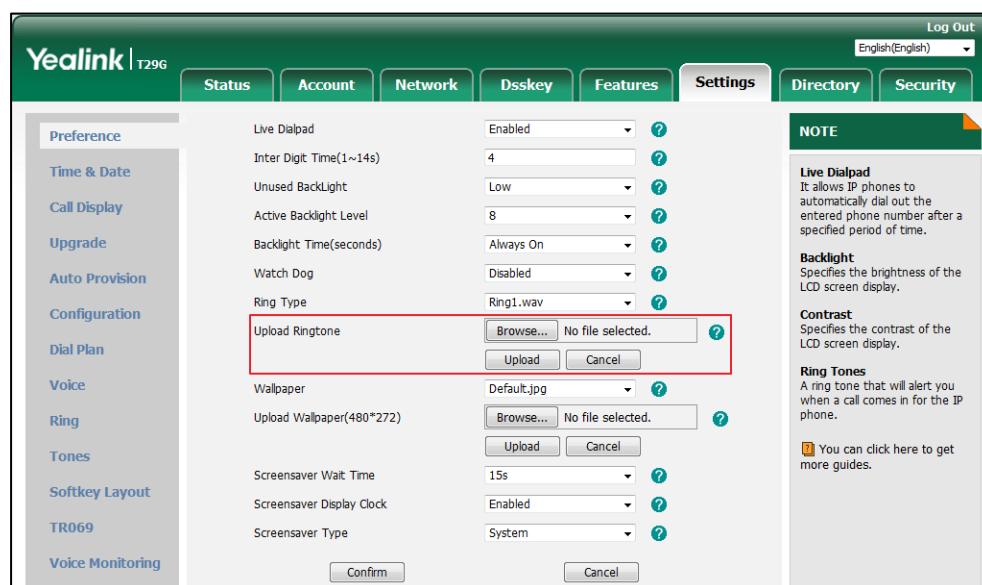 Log Out
English(English)
Yealink T29G
Status Account Network Dsskey Features Settings Directory Security
Preference
Time & Date
Call Display
Upgrade
Auto Provision
Configuration
Dial Plan
Voice
Ring
Tones
Softkey Layout
TR069
Voice Monitoring
Live Dialpad Enabled ?
Inter Digit Time(1~14s) 4 ?
Unused BackLight Low ?
Active Backlight Level 8 ?
Backlight Time(seconds) Always On ?
Watch Dog Disabled ?
Ring Type Ring1.wav ?
Upload Ringtone Browse... No file selected. ?
Upload Cancel
Wallpaper Default.jpg ?
Upload Wallpaper(480*272) Browse... No file selected. ?
Upload Cancel
Screensaver Wait Time 15s ?
Screensaver Display Clock Enabled ?
Screensaver Type System ?
Confirm Cancel
NOTE
Live Dialpad
It allows IP phones to
automatically dial out the
entered phone number after a
specified period of time.
Backlight
Specifies the brightness of the
LCD screen display.
Contrast
Specifies the contrast of the
LCD screen display.
Ring Tones
A ring tone that will alert you
when a call comes in for the IP
phone.
? You can click here to get
more guides.